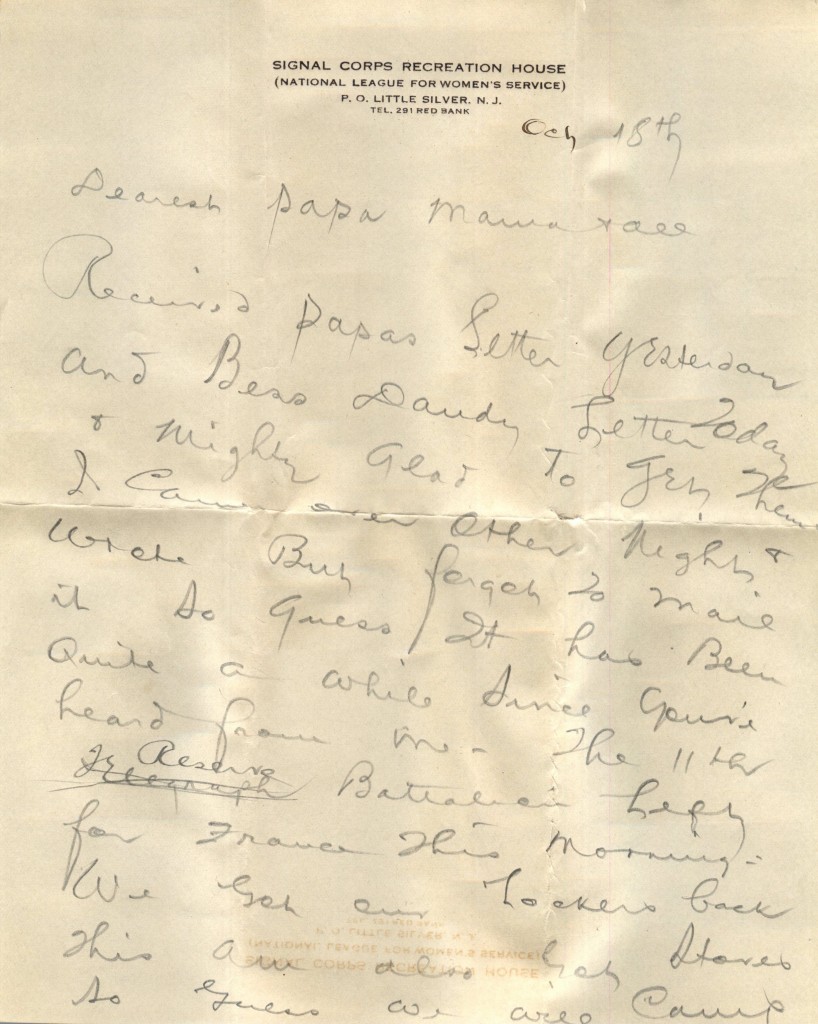 SIGNAL CORPS RECREATION HOUSE
(NATIONAL LEAGUE FOR WOMEN'S SERVICE)
P. O. LITTLE SILVER, N. J.
TEL. 291 RED BANK
Oct 18th
Dearest Papa Mama & all
Received Papas Letter Yesterday
and Bess Dandy Letter Today
& Mighty Glad To Get Them
I Came over Other Night &
Wrote But forgot To Mail
it So Guess It has Been
Quite a while Since You've
heard from me - The 11th
Reserve
Telegraph Battalion Left
for France This Morning -
We Got our Lockers back
This am also Got Stoves
So Guess we are Camp